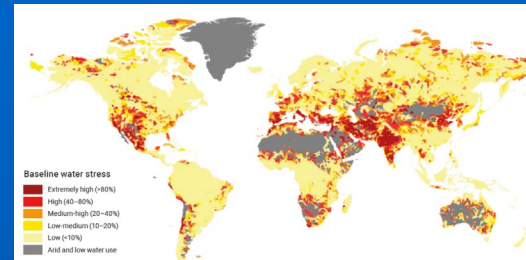 Baseline water stress
Extremely high (>80%)
High (40–80%)
Medium-high (20–40%)
Low-medium (10–20%)
Low (<10%)
Arid and low water use